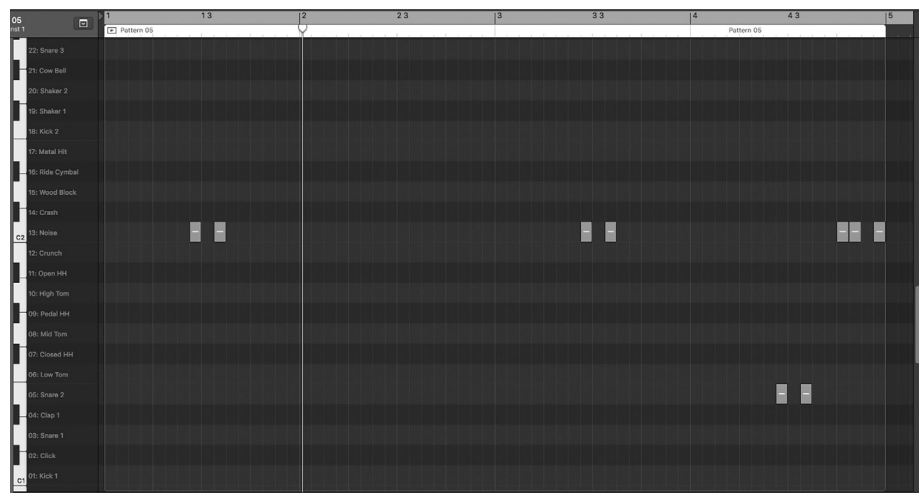 05
nst 1
1 1 3 2 2 3 3 3 3 4 4 3 5
Pattern 05 Pattern 05
22: Snare 3
21: Cow Bell
20: Shaker 2
19: Shaker 1
18: Kick 2
17: Metal Hit
16: Ride Cymbal
15: Wood Block
14: Crash
C2 13: Noise
12: Crunch
11: Open HH
10: High Tom
09: Pedal HH
08: Mid Tom
07: Closed HH
06: Low Tom
05: Snare 2
04: Clap 1
03: Snare 1
02: Click
C1 01: Kick 1